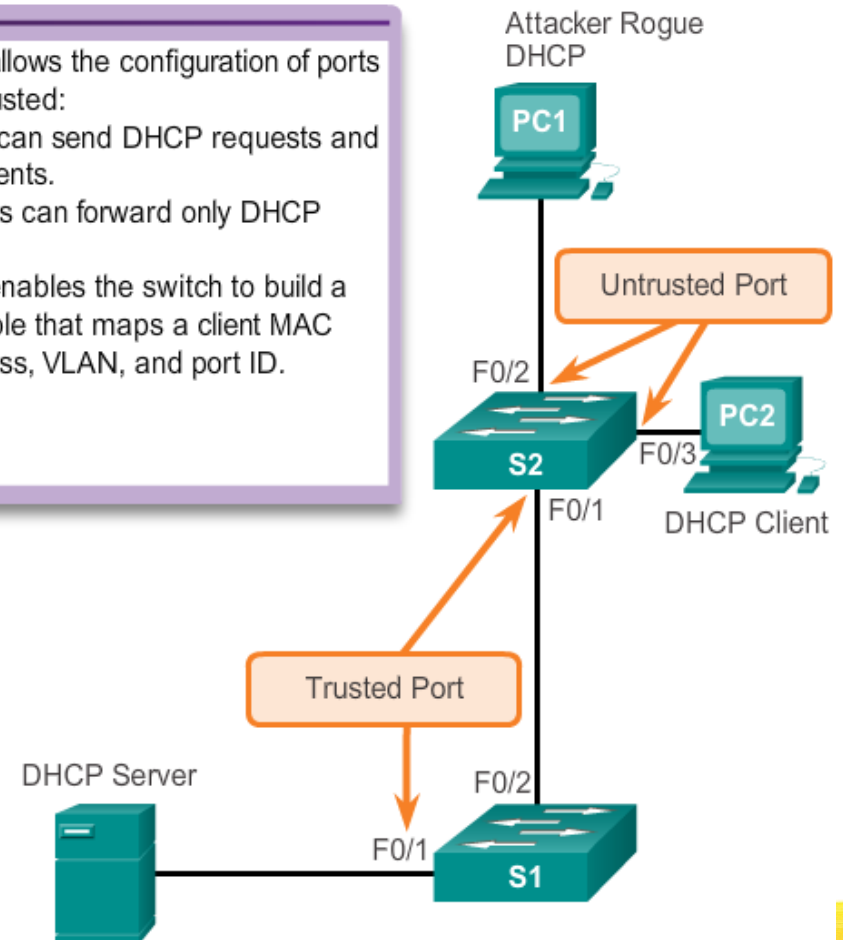 llows the configuration of ports
usted:
can send DHCP requests and
ents.
s can forward only DHCP
enables the switch to build a
ble that maps a client MAC
ess, VLAN, and port ID.
Attacker Rogue
DHCP
PC1
Untrusted Port
F0/2
PC2
S2
F0/3
F0/1
DHCP Client
Trusted Port
DHCP Server
F0/2
F0/1
S1